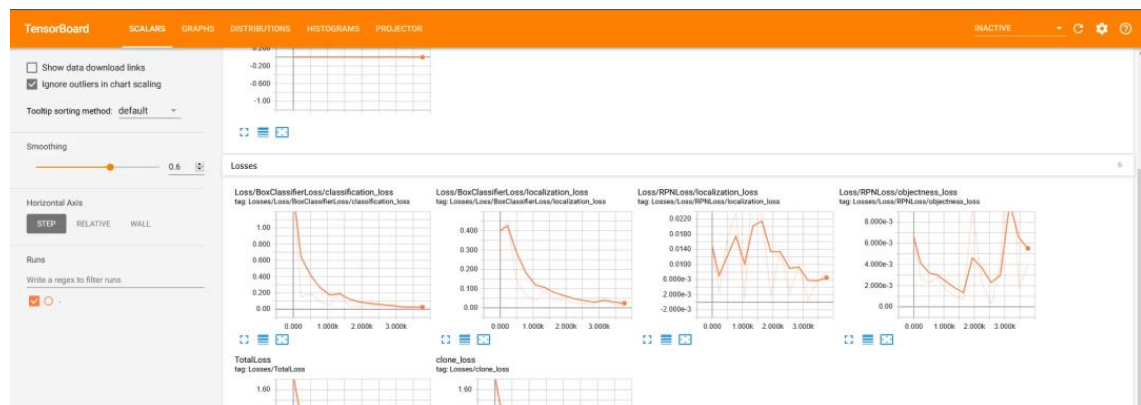 TensorBoard SCALARS GRAPHS DISTRIBUTIONS HISTOGRAMS PROJECTOR INACTIVE
Show data download links
Ignore outliers in chart scaling
Tooltip sorting method: default
Smoothing
0.6
Horizontal Axis
STEP RELATIVE WALL
Runs
Write a regex to filter runs
.
0.200
-0.200
-0.600
-1.00
Losses 6
Loss/BoxClassifierLoss/classification_loss
tag: Losses/Loss/BoxClassifierLoss/classification_loss
1.00
0.800
0.600
0.400
0.200
0.00
0.000 1.000k 2.000k 3.000k
Loss/BoxClassifierLoss/localization_loss
tag: Losses/Loss/BoxClassifierLoss/localization_loss
0.400
0.300
0.200
0.100
0.00
0.000 1.000k 2.000k 3.000k
Loss/RPNLoss/localization_loss
tag: Losses/Loss/RPNLoss/localization_loss
0.0220
0.0180
0.0140
0.0100
6.000e-3
2.000e-3
-2.000e-3
0.000 1.000k 2.000k 3.000k
Loss/RPNLoss/objectness_loss
tag: Losses/Loss/RPNLoss/objectness_loss
8.000e-3
6.000e-3
4.000e-3
2.000e-3
0.00
0.000 1.000k 2.000k 3.000k
TotalLoss
tag: Losses/TotalLoss
1.60
clone_loss
tag: Losses/clone_loss
1.60